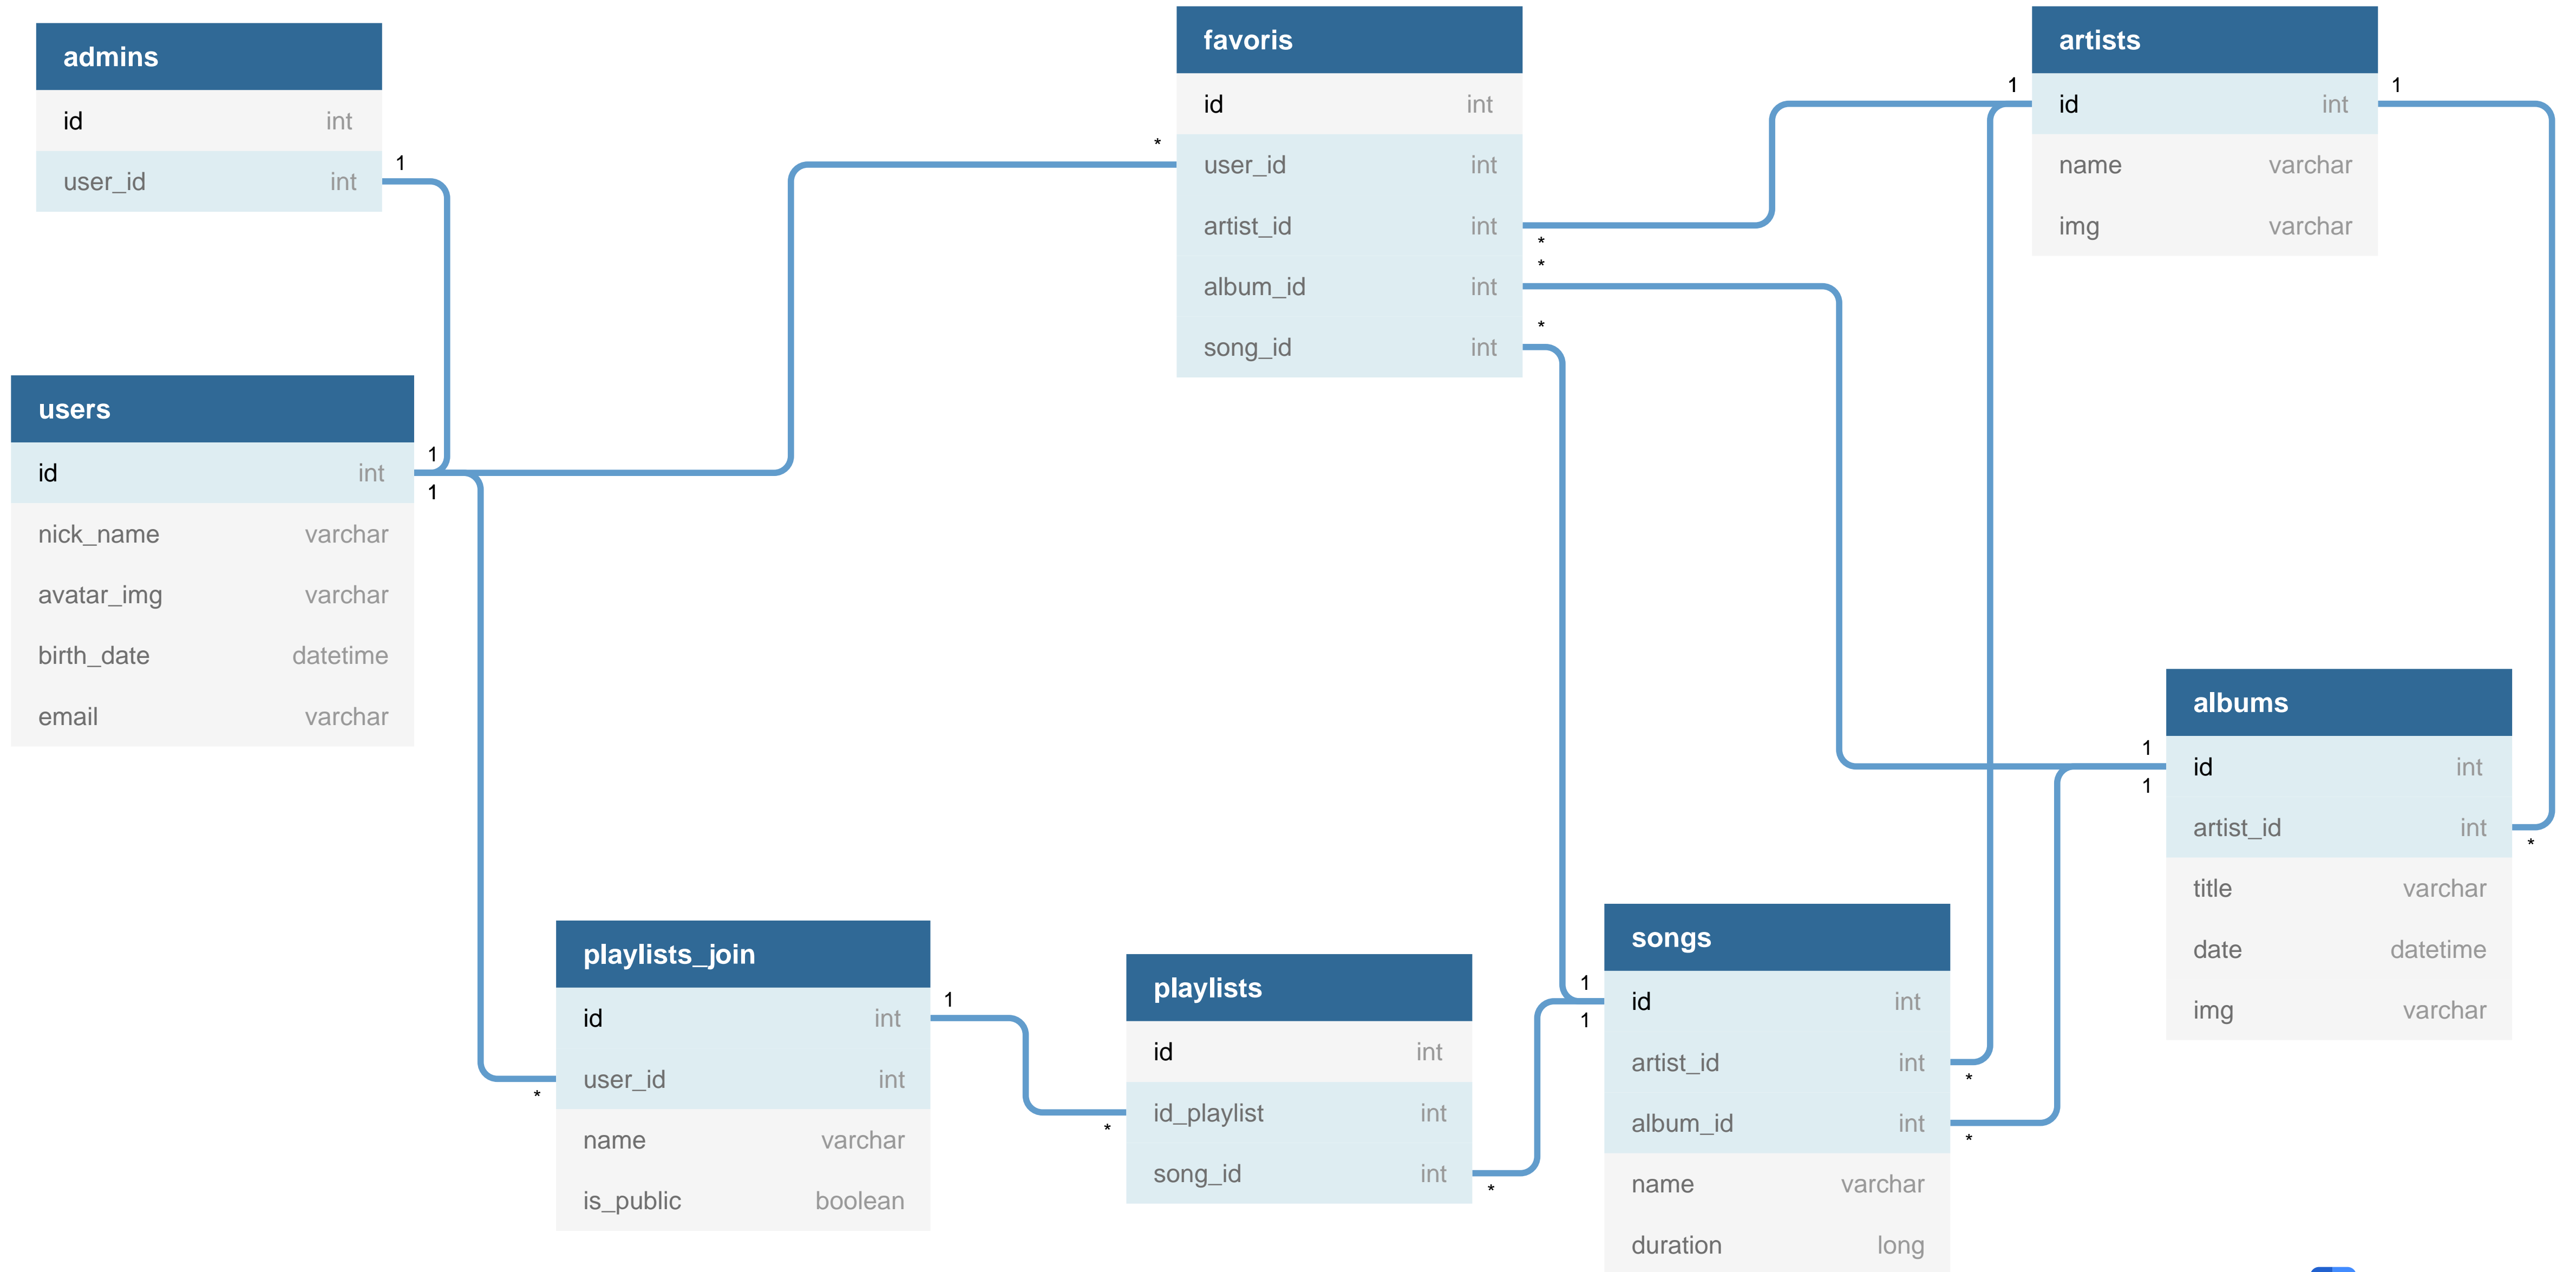 admins
id int
user_id int
1
users
id int
nick_name varchar
avatar_img varchar
birth_date datetime
email varchar
1
1
favoris
id int
user_id int
artist_id int
album_id int
song_id int
*
*
*
*
artists
id int
name varchar
img varchar
1
1
albums
id int
artist_id int
title varchar
date datetime
img varchar
1
1
*
playlists_join
id int
user_id int
name varchar
is_public boolean
1
*
playlists
id int
id_playlist int
song_id int
*
*
songs
id int
artist_id int
album_id int
name varchar
duration long
1
1
*
*